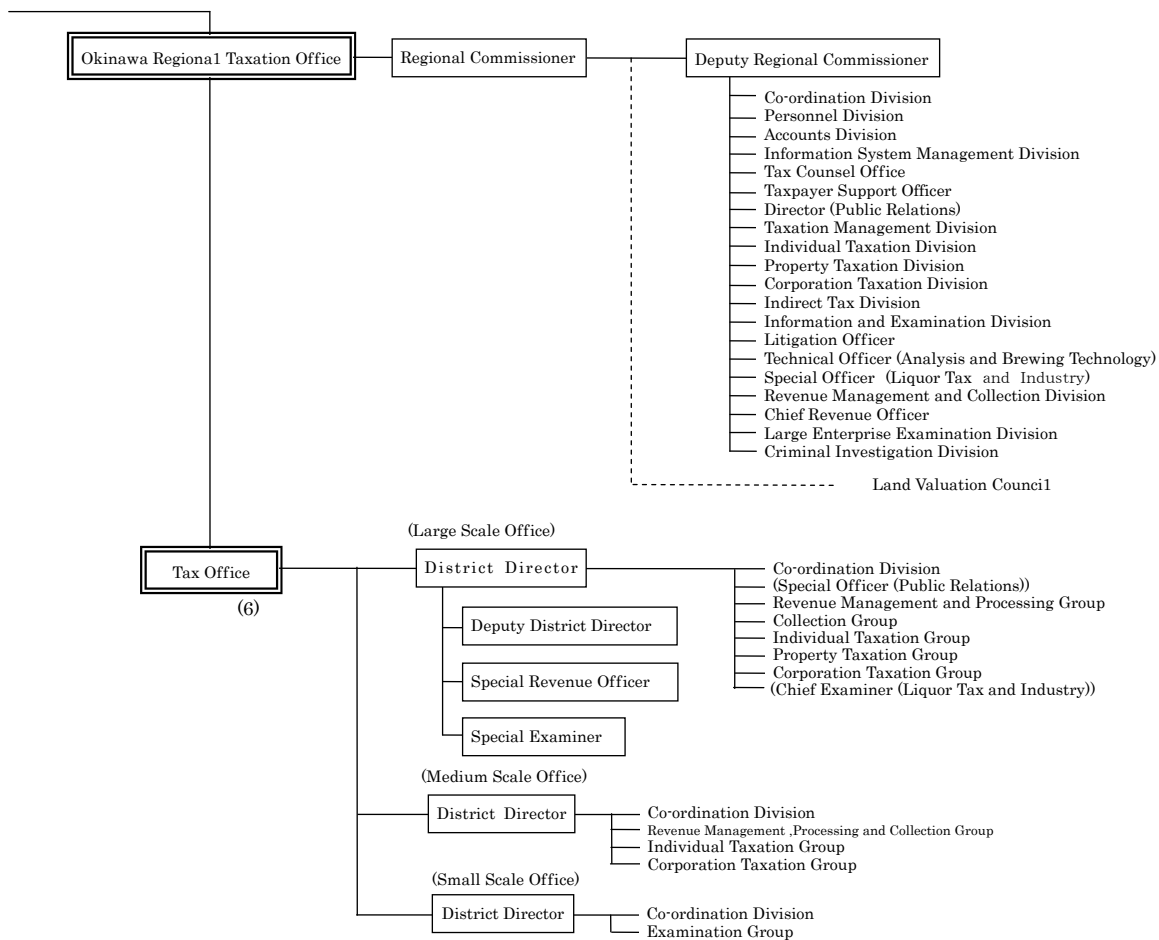 Okinawa Regiona1 Taxation Office
Regional Commissioner
Deputy Regional Commissioner
Co-ordination Division
Personnel Division
Accounts Division
Information System Management Division
Tax Counsel Office
Taxpayer Support Officer
Director (Public Relations)
Taxation Management Division
Individual Taxation Division
Property Taxation Division
Corporation Taxation Division
Indirect Tax Division
Information and Examination Division
Litigation Officer
Technical Officer (Analysis and Brewing Technology)
Special Officer (Liquor Tax and Industry)
Revenue Management and Collection Division
Chief Revenue Officer
Large Enterprise Examination Division
Criminal Investigation Division
Land Valuation Counci1
Tax Office
(6)
(Large Scale Office)
District Director
Deputy District Director
Special Revenue Officer
Special Examiner
Co-ordination Division
(Special Officer (Public Relations))
Revenue Management and Processing Group
Collection Group
Individual Taxation Group
Property Taxation Group
Corporation Taxation Group
(Chief Examiner (Liquor Tax and Industry))
(Medium Scale Office)
District Director
Co-ordination Division
Revenue Management ,Processing and Collection Group
Individual Taxation Group
Corporation Taxation Group
(Small Scale Office)
District Director
Co-ordination Division
Examination Group